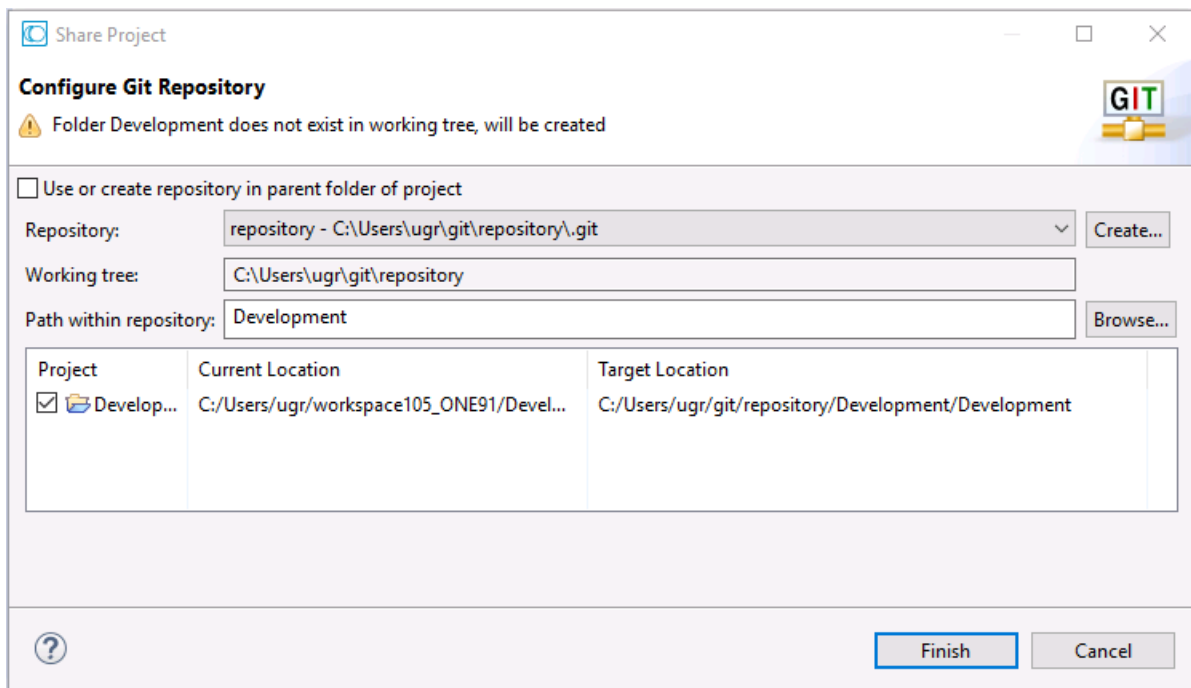 Share Project
Configure Git Repository
Folder Development does not exist in working tree, will be created
GIT
Use or create repository in parent folder of project
Repository: repository - C:\Users\ugr\git\repository\.git Create...
Working tree: C:\Users\ugr\git\repository
Path within repository: Development Browse...
Project Current Location Target Location
Develop... C:/Users/ugr/workspace105_ONE91/Devel... C:/Users/ugr/git/repository/Development/Development
? Finish Cancel